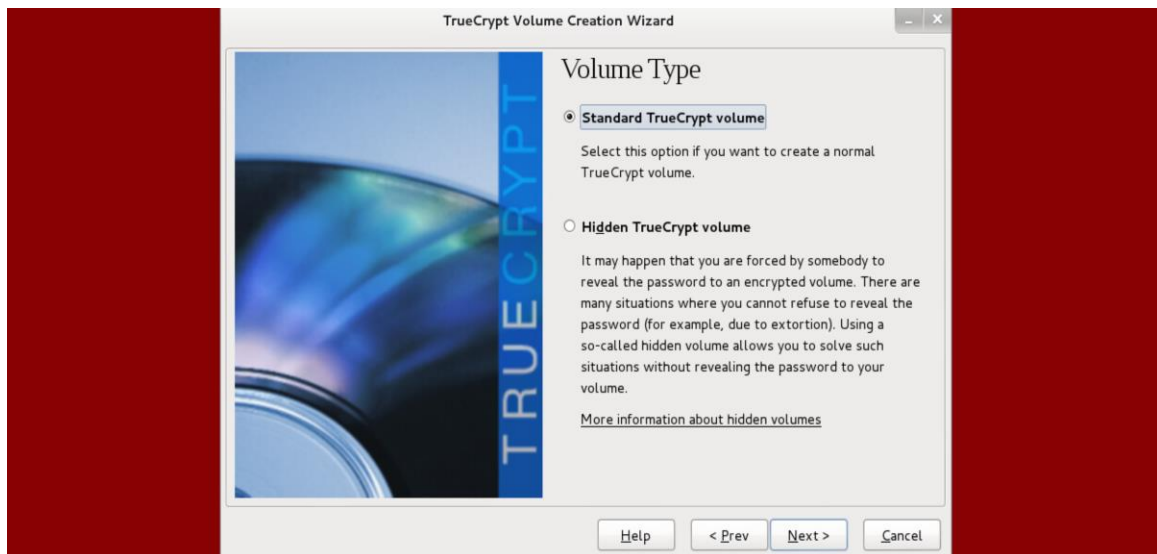 TrueCrypt Volume Creation Wizard
TRUECRYPT
Volume Type
Standard TrueCrypt volume
Select this option if you want to create a normal
TrueCrypt volume.
Hidden TrueCrypt volume
It may happen that you are forced by somebody to
reveal the password to an encrypted volume. There are
many situations where you cannot refuse to reveal the
password (for example, due to extortion). Using a
so-called hidden volume allows you to solve such
situations without revealing the password to your
volume.
More information about hidden volumes
Help
< Prev
Next >
Cancel